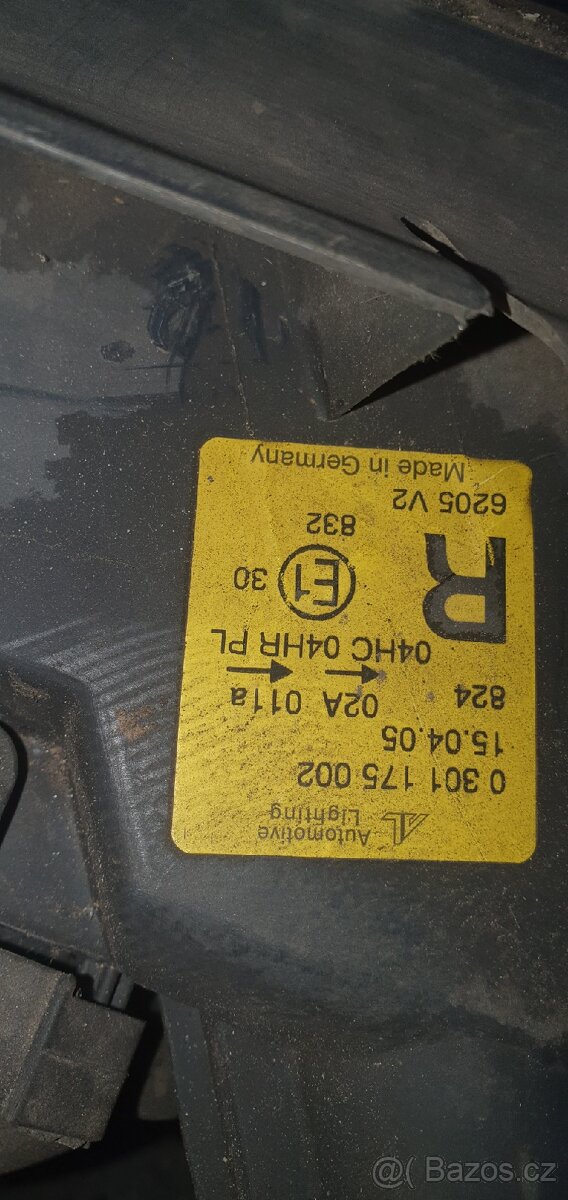 Automotive
Lighting
0 301 175 002
15.04.05
824 02A 011a
04HC 04HR PL
R E1 30
832
6205 V2
Made in Germany
@( Bazoš.cz